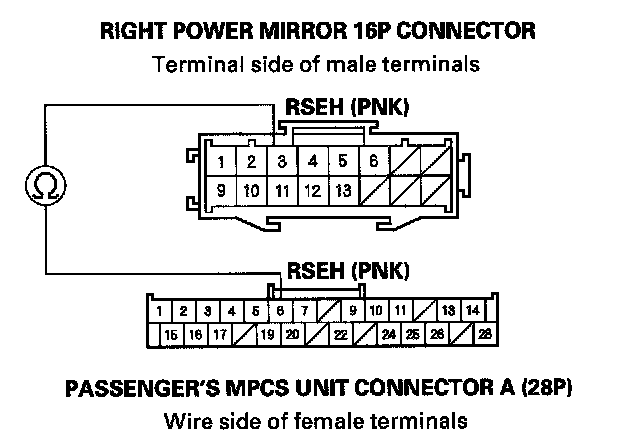 RIGHT POWER MIRROR 16P CONNECTOR
Terminal side of male terminals
RSEH (PNK)
1 2 3 4 5 6
9 10 11 12 13
Ω
RSEH (PNK)
1 2 3 4 5 6 7 9 10 11 13 14
15 16 17 19 20 22 24 25 26 28
PASSENGER'S MPCS UNIT CONNECTOR A (28P)
Wire side of female terminals